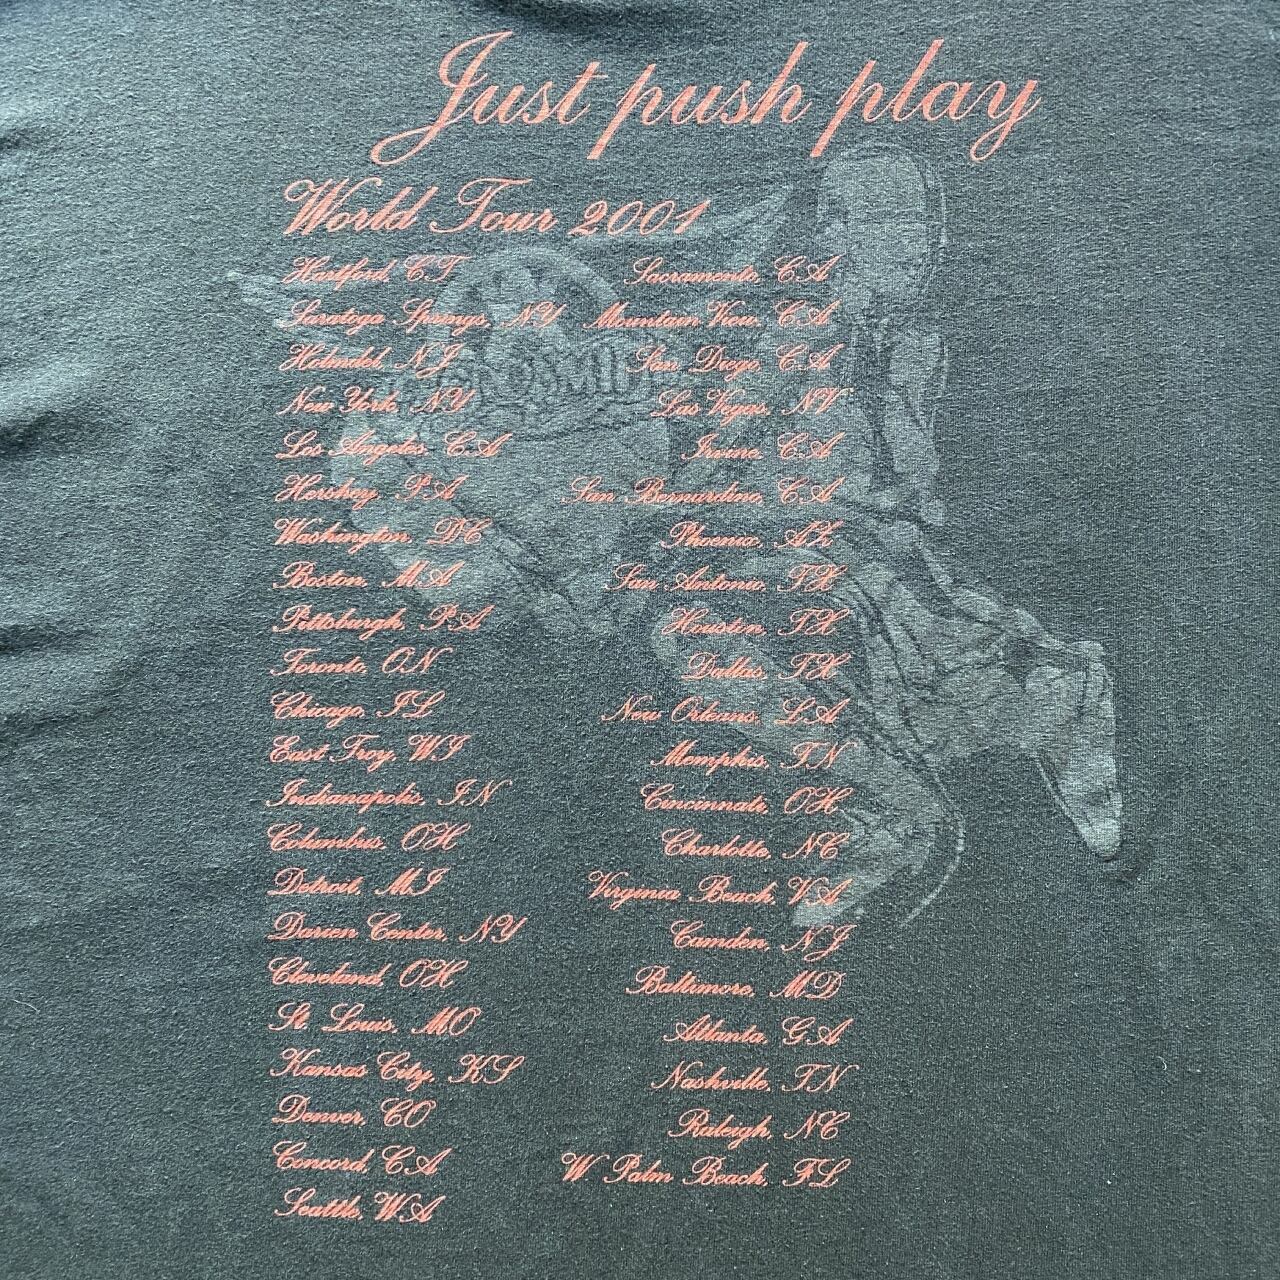 Just push play
World Tour 2001
Hartford, CT
Saratoga Springs, NY
Holmdel, NJ
New York, NY
Los Angeles, CA
Hershey, PA
Washington, DC
Boston, MA
Pittsburgh, PA
Toronto, ON
Chicago, IL
East Troy, WI
Indianapolis, IN
Columbus, OH
Detroit, MI
Darien Center, NY
Cleveland, OH
St. Louis, MO
Kansas City, KS
Denver, CO
Concord, CA
Seattle, WA
Sacramento, CA
Mountain View, CA
San Diego, CA
Las Vegas, NV
Irvine, CA
San Bernardino, CA
Phoenix, AZ
San Antonio, TX
Houston, TX
Dallas, TX
New Orleans, LA
Memphis, TN
Cincinnati, OH
Charlotte, NC
Virginia Beach, VA
Camden, NJ
Baltimore, MD
Atlanta, GA
Nashville, TN
Raleigh, NC
W Palm Beach, FL